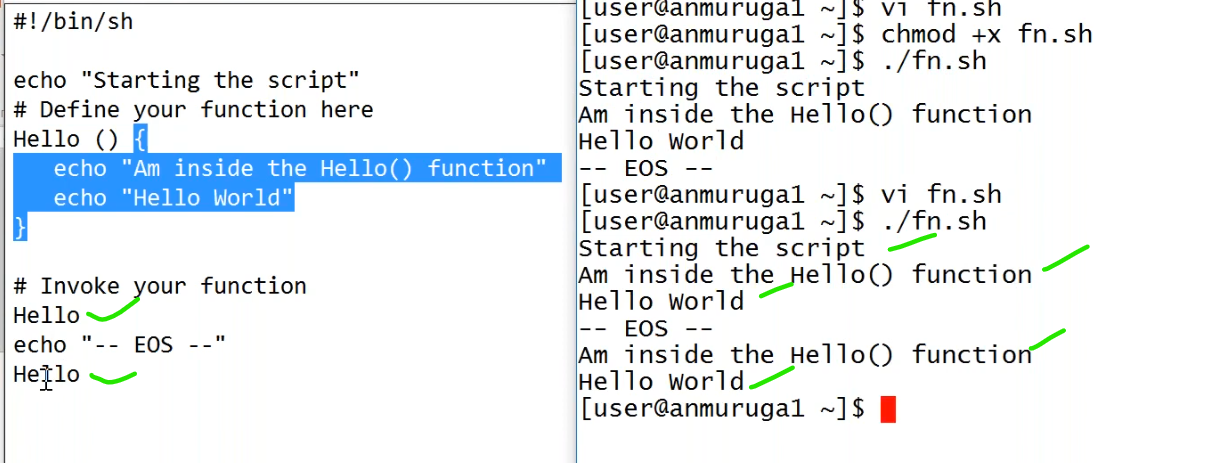 #!/bin/sh
echo "Starting the script"
# Define your function here
Hello () {
   echo "Am inside the Hello() function"
   echo "Hello World"
}
# Invoke your function
Hello
echo "-- EOS --"
Hello
[user@anmuruga1 ~]$ vi fn.sh
[user@anmuruga1 ~]$ chmod +x fn.sh
[user@anmuruga1 ~]$ ./fn.sh
Starting the script
Am inside the Hello() function
Hello World
-- EOS --
[user@anmuruga1 ~]$ vi fn.sh
[user@anmuruga1 ~]$ ./fn.sh
Starting the script
Am inside the Hello() function
Hello World
-- EOS --
Am inside the Hello() function
Hello World
[user@anmuruga1 ~]$